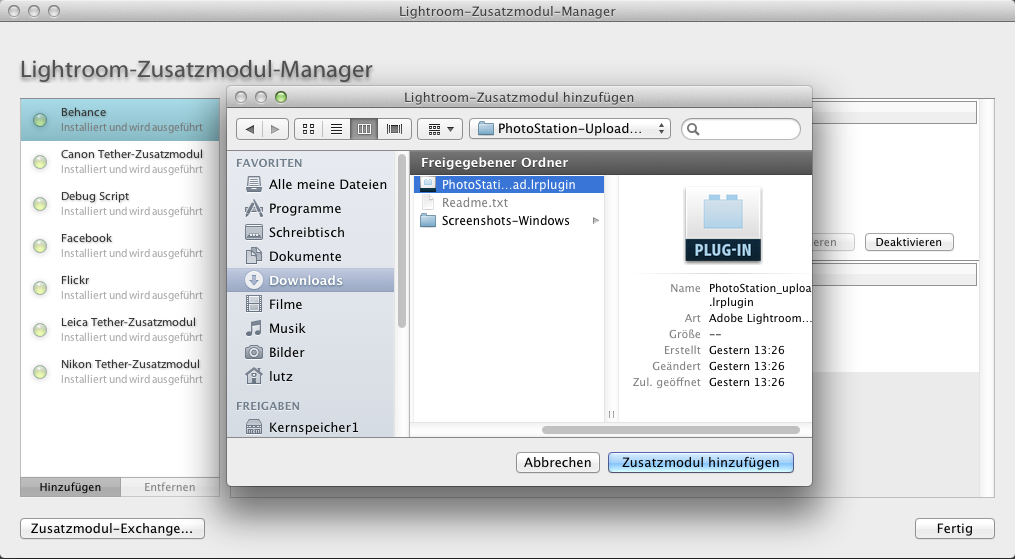 Lightroom-Zusatzmodul-Manager
Lightroom-Zusatzmodul-Manager
Behance
Installiert und wird ausgeführt
Canon Tether-Zusatzmodul
Installiert und wird ausgeführt
Debug Script
Installiert und wird ausgeführt
Facebook
Installiert und wird ausgeführt
Flickr
Installiert und wird ausgeführt
Leica Tether-Zusatzmodul
Installiert und wird ausgeführt
Nikon Tether-Zusatzmodul
Installiert und wird ausgeführt
Hinzufügen
Entfernen
Zusatzmodul-Exchange...
Lightroom-Zusatzmodul hinzufügen
PhotoStation-Upload...
FAVORITEN
Alle meine Dateien
Programme
Schreibtisch
Dokumente
Downloads
Filme
Musik
Bilder
lutz
FREIGABEN
Kernspeicher1
Freigegebener Ordner
PhotoStati...ad.lrplugin
Readme.txt
Screenshots-Windows
PLUG-IN
Name PhotoStation_uploa
.lrplugin
Art Adobe Lightroom...
Größe --
Erstellt Gestern 13:26
Geändert Gestern 13:26
Zul. geöffnet Gestern 13:26
Abbrechen
Zusatzmodul hinzufügen
eren
Deaktivieren
Fertig